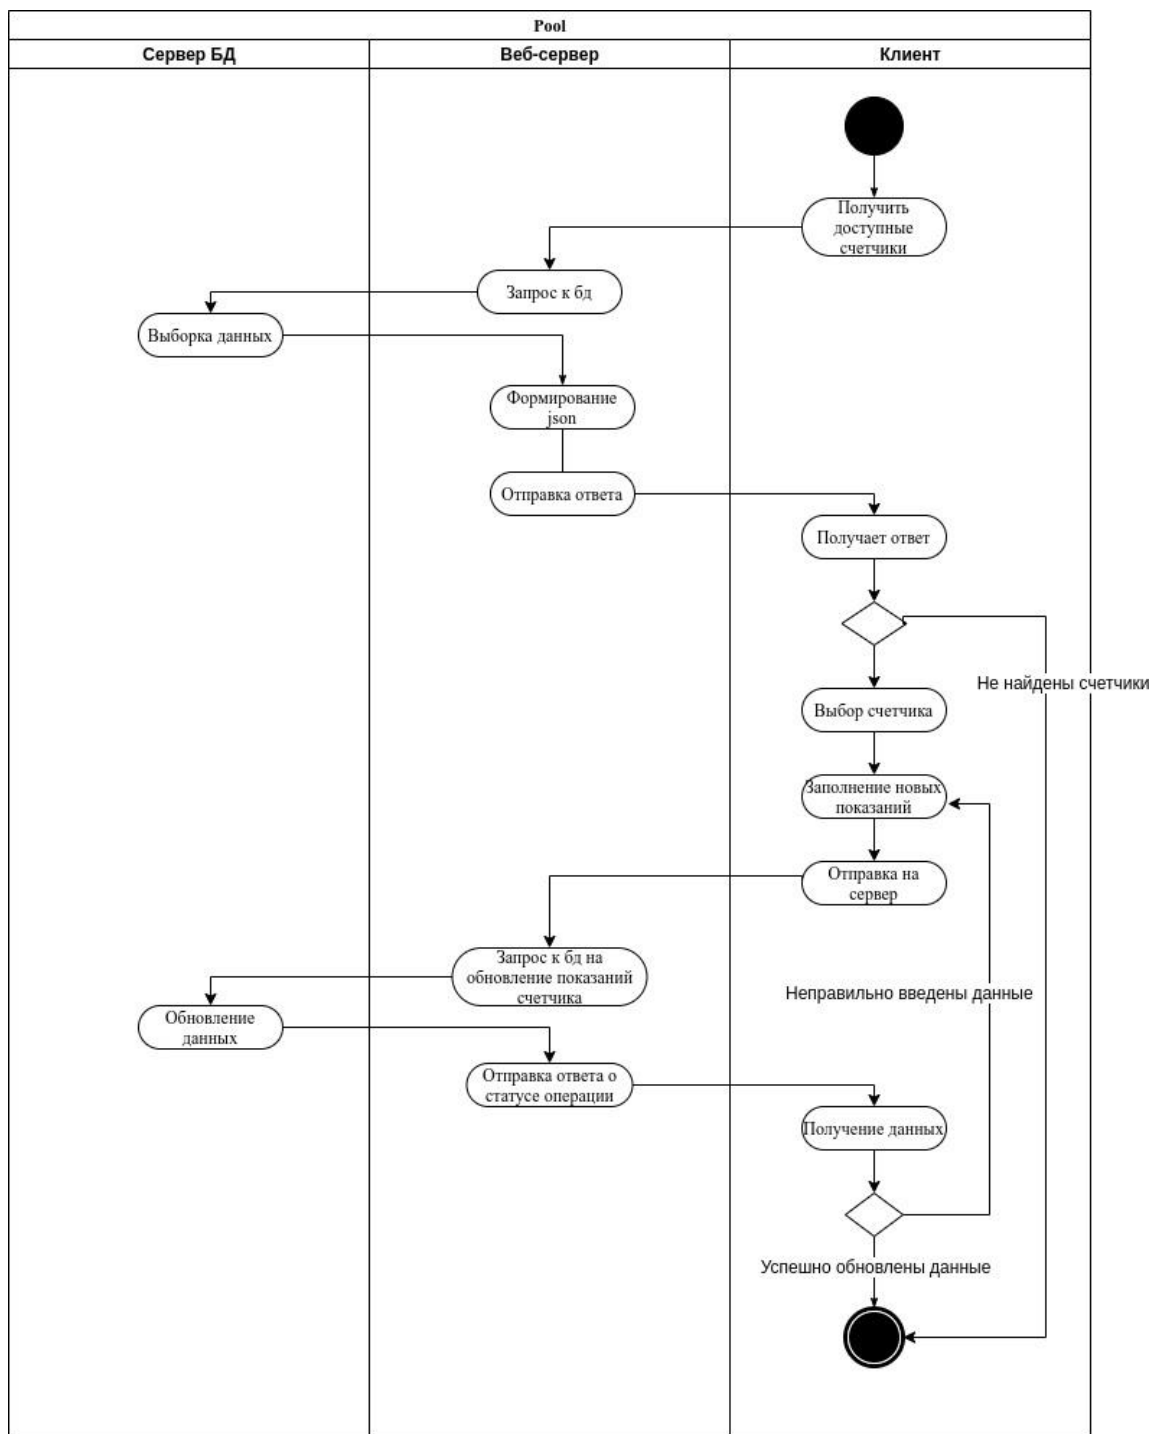 Pool
Сервер БД
Веб-сервер
Клиент
Получить
доступные
счетчики
Запрос к бд
Выборка данных
Формирование
json
Отправка ответа
Получает ответ
Не найдены счетчики
Выбор счетчика
Заполнение новых
показаний
Отправка на
сервер
Запрос к бд на
обновление показаний
счетчика
Неправильно введены данные
Обновление
данных
Отправка ответа о
статусе операции
Получение данных
Успешно обновлены данные